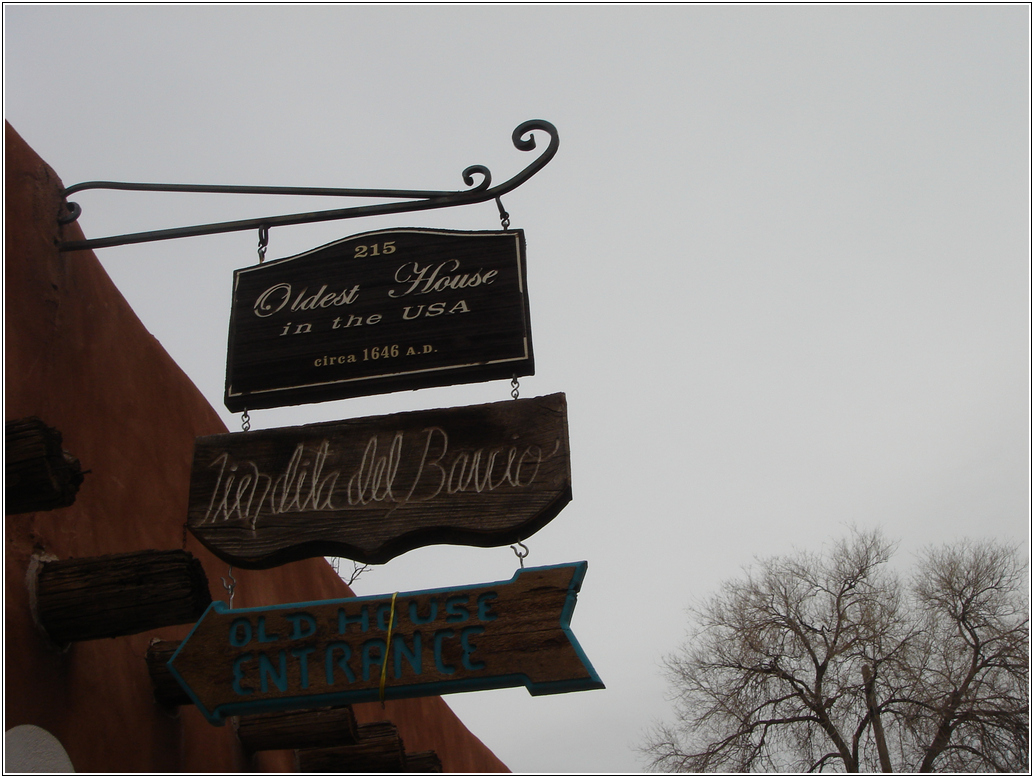 215
Oldest House
in the USA
circa 1646 A.D.
Tiendita del Barrio
OLD HOUSE
ENTRANCE